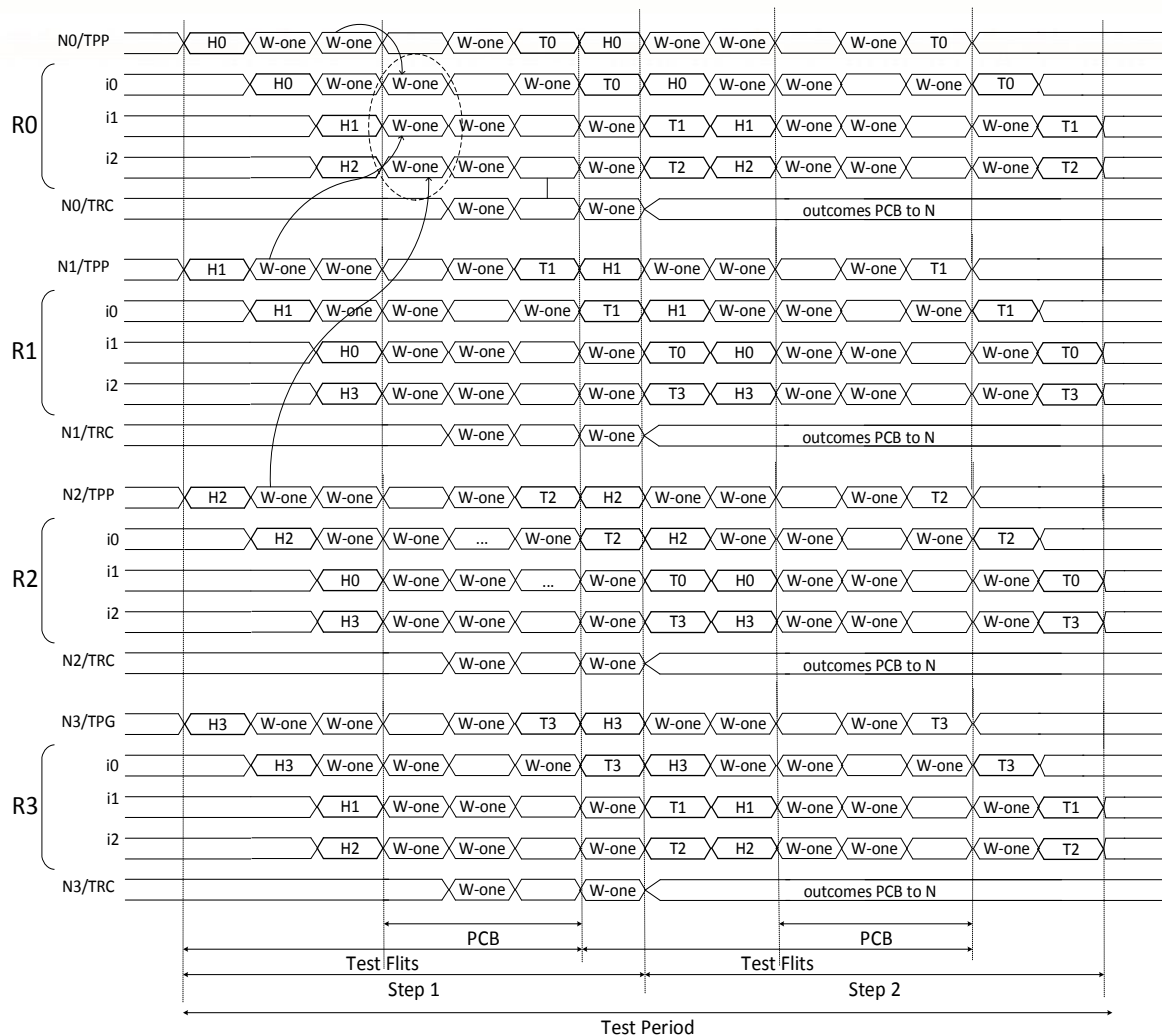 N0/TPP H0 W-one W-one W-one T0 H0 W-one W-one W-one T0
i0 H0 W-one W-one W-one T0 H0 W-one W-one W-one T0
R0
i1 H1 W-one W-one W-one T1 H1 W-one W-one W-one T1
i2 H2 W-one W-one W-one T2 H2 W-one W-one W-one T2
N0/TRC W-one W-one outcomes PCB to N
N1/TPP H1 W-one W-one W-one T1 H1 W-one W-one W-one T1
i0 H1 W-one W-one W-one T1 H1 W-one W-one W-one T1
R1
i1 H0 W-one W-one W-one T0 H0 W-one W-one W-one T0
i2 H3 W-one W-one W-one T3 H3 W-one W-one W-one T3
N1/TRC W-one W-one outcomes PCB to N
N2/TPP H2 W-one W-one W-one T2 H2 W-one W-one W-one T2
i0 H2 W-one W-one ... W-one T2 H2 W-one W-one W-one T2
R2
i1 H0 W-one W-one ... W-one T0 H0 W-one W-one W-one T0
i2 H3 W-one W-one W-one T3 H3 W-one W-one W-one T3
N2/TRC W-one W-one outcomes PCB to N
N3/TPG H3 W-one W-one W-one T3 H3 W-one W-one W-one T3
i0 H3 W-one W-one W-one T3 H3 W-one W-one W-one T3
R3
i1 H1 W-one W-one W-one T1 H1 W-one W-one W-one T1
i2 H2 W-one W-one W-one T2 H2 W-one W-one W-one T2
N3/TRC W-one W-one outcomes PCB to N
PCB PCB
Test Flits Test Flits
Step 1 Step 2
Test Period